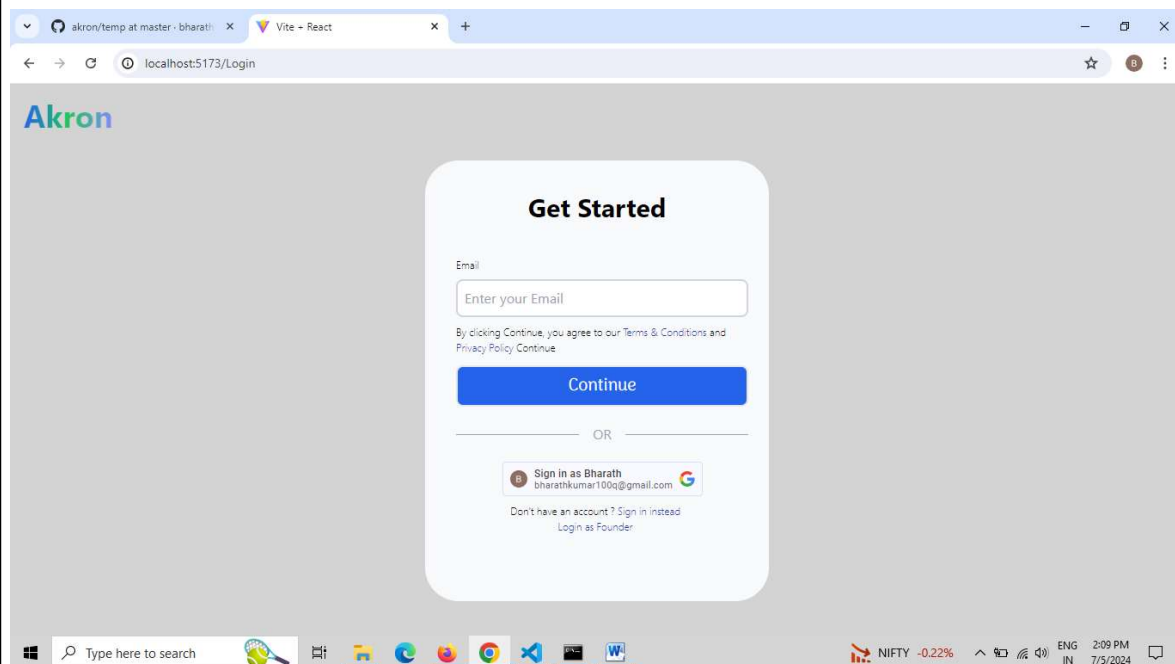 akron/temp at master · bharath
Vite + React
localhost:5173/Login
B
Akron
Get Started
Email
Enter your Email
By clicking Continue, you agree to our Terms & Conditions and
Privacy Policy Continue
Continue
OR
B
Sign in as Bharath
bharathkumar100q@gmail.com
Don't have an account ? Sign in instead
Login as Founder
Type here to search
W
NIFTY -0.22%
ENG
IN
2:09 PM
7/5/2024